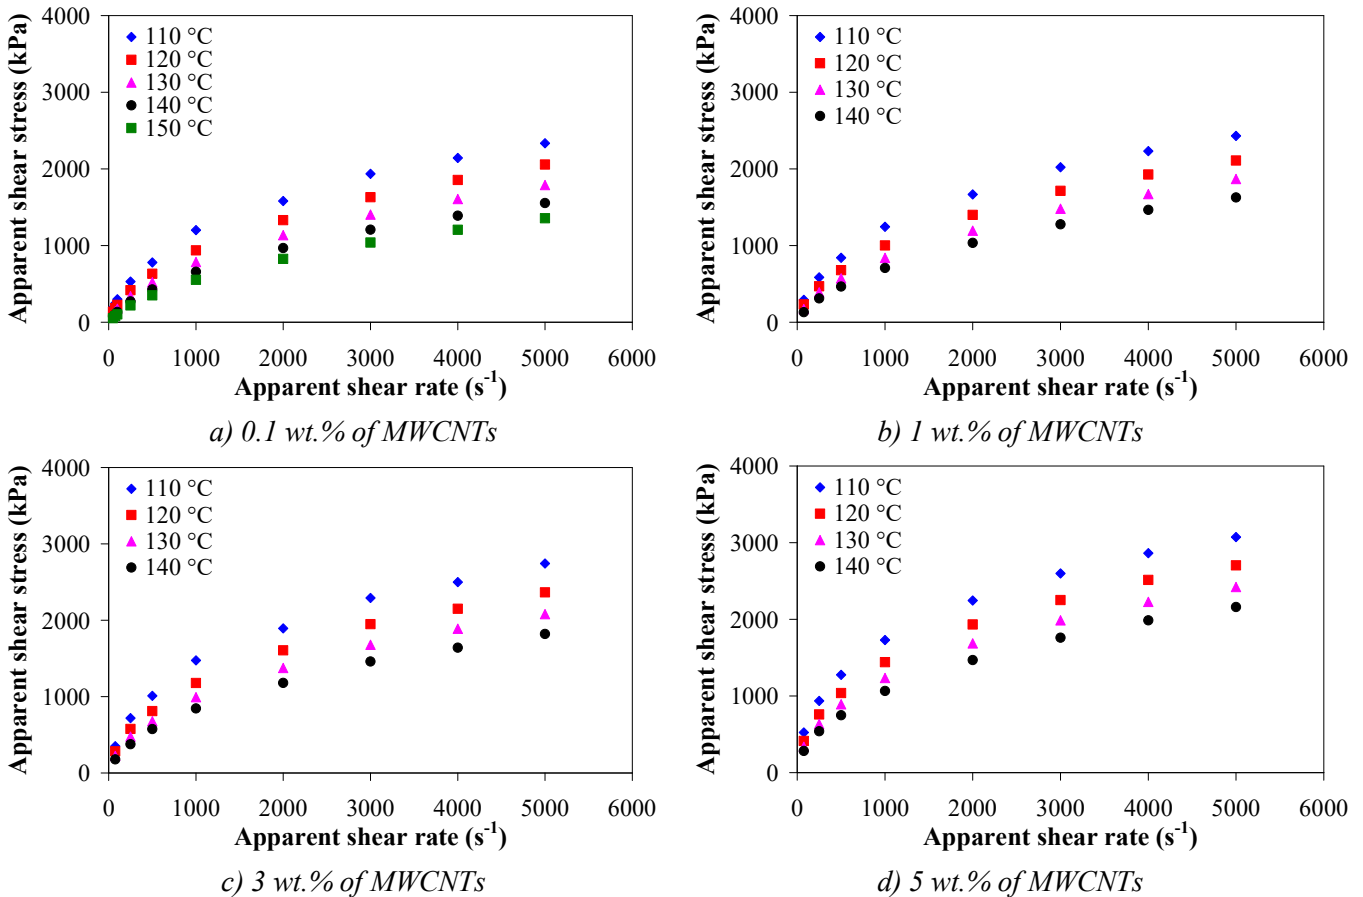 Apparent shear stress (kPa)
4000
3000
2000
1000
0
110 °C
120 °C
130 °C
140 °C
150 °C
0 1000 2000 3000 4000 5000 6000
Apparent shear rate (s⁻¹)
a) 0.1 wt.% of MWCNTs
Apparent shear stress (kPa)
4000
3000
2000
1000
0
110 °C
120 °C
130 °C
140 °C
0 1000 2000 3000 4000 5000 6000
Apparent shear rate (s⁻¹)
b) 1 wt.% of MWCNTs
Apparent shear stress (kPa)
4000
3000
2000
1000
0
110 °C
120 °C
130 °C
140 °C
0 1000 2000 3000 4000 5000 6000
Apparent shear rate (s⁻¹)
c) 3 wt.% of MWCNTs
Apparent shear stress (kPa)
4000
3000
2000
1000
0
110 °C
120 °C
130 °C
140 °C
0 1000 2000 3000 4000 5000 6000
Apparent shear rate (s⁻¹)
d) 5 wt.% of MWCNTs